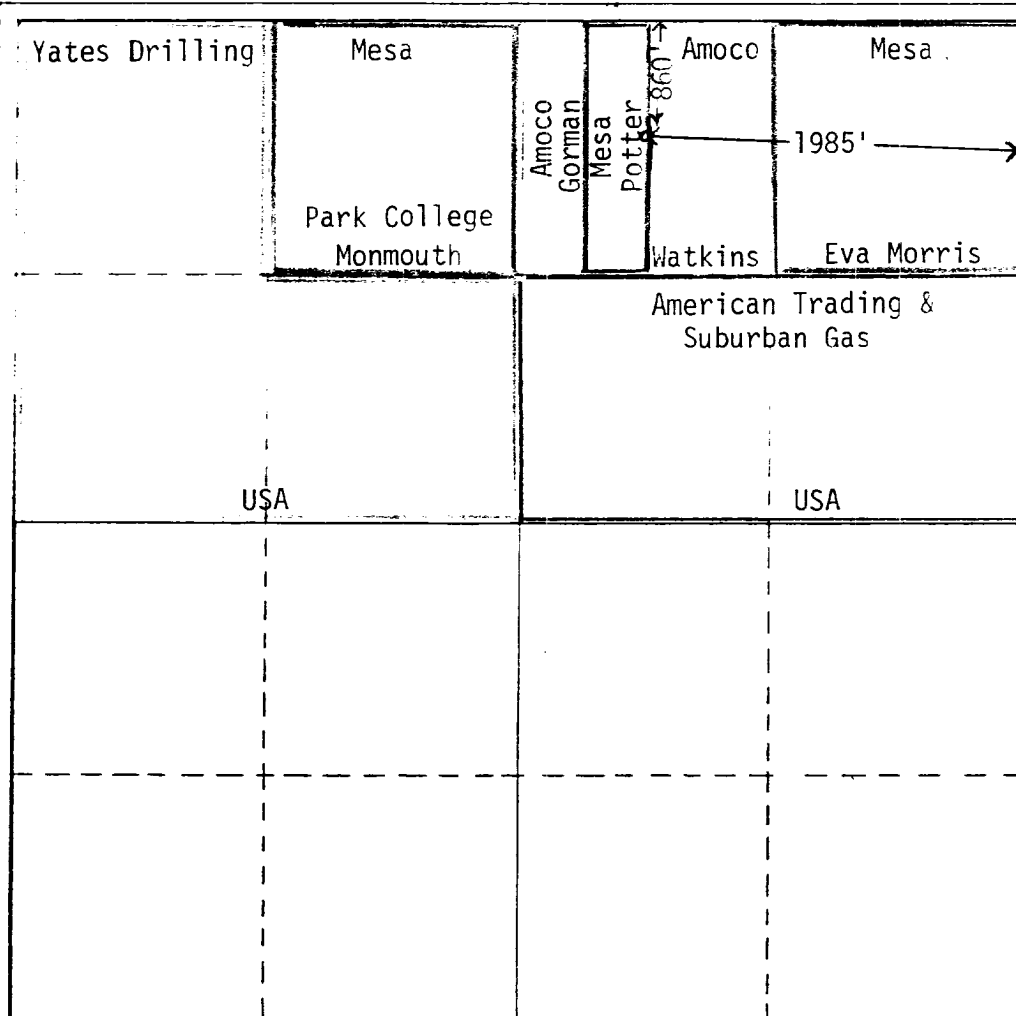 Yates Drilling
Mesa
Park College
Monmouth
Amoco
Gorman
Mesa
Potter
860'
Amoco
Watkins
1985'
Mesa
Eva Morris
American Trading &
Suburban Gas
USA
USA